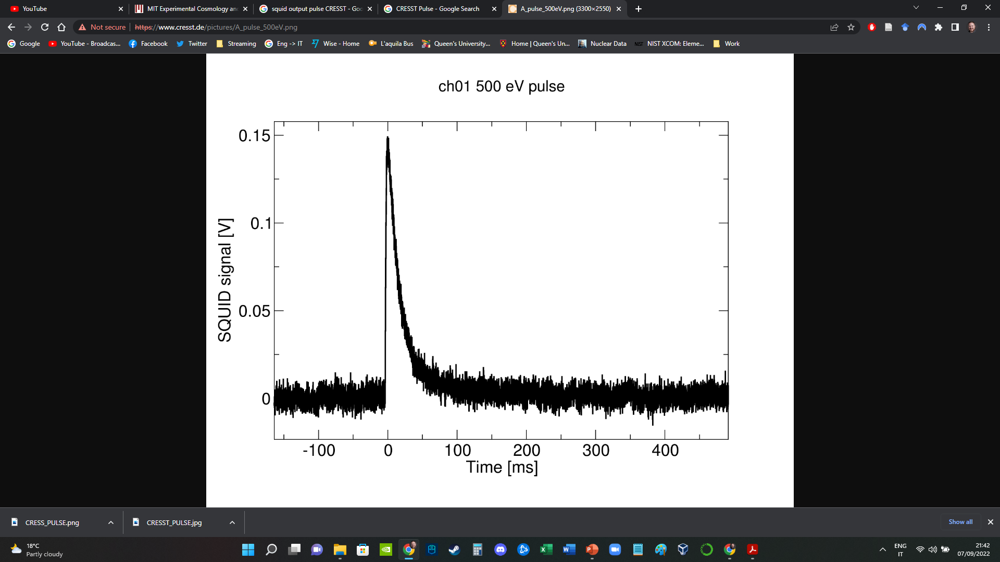 YouTube
MIT Experimental Cosmology an
squid output pulse CRESST - Goo
CRESST Pulse - Google Search
A_pulse_500eV.png (3300×2550)
Not secure
https://www.cresst.de/pictures/A_pulse_500eV.png
Google
YouTube - Broadcas...
Facebook
Twitter
Streaming
Eng -> IT
Wise - Home
L'aquila Bus
Queen's University...
Home | Queen's Un...
Nuclear Data
NIST
NIST XCOM: Eleme...
Work
ch01 500 eV pulse
0.15
0.1
0.05
0
SQUID signal [V]
-100
0
100
200
300
400
Time [ms]
CRESS_PULSE.png
CRESST_PULSE.jpg
Show all
18°C
Partly cloudy
ENG
IT
21:42
07/09/2022